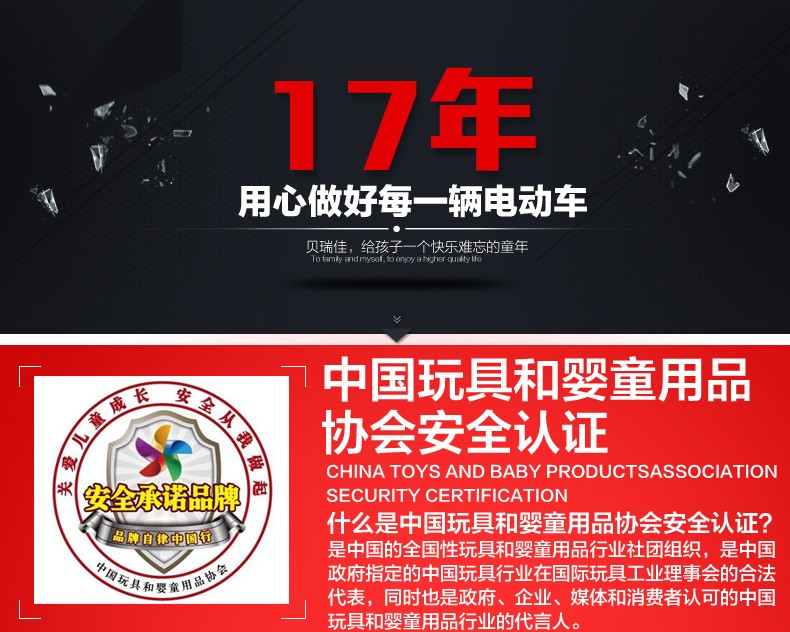 17年
用心做好每一辆电动车
贝瑞佳，给孩子一个快乐难忘的童年
To family and myself, to enjoy a higher quality life
关爱儿童成长 安全从我做起
安全承诺品牌
品牌自律中国行
中国玩具和婴童用品协会
中国玩具和婴童用品
协会安全认证
CHINA TOYS AND BABY PRODUCTSASSOCIATION
SECURITY CERTIFICATION
什么是中国玩具和婴童用品协会安全认证?
是中国的全国性玩具和婴童用品行业社团组织，是中国
政府指定的中国玩具行业在国际玩具工业理事会的合法
代表，同时也是政府、企业、媒体和消费者认可的中国
玩具和婴童用品行业的代言人。